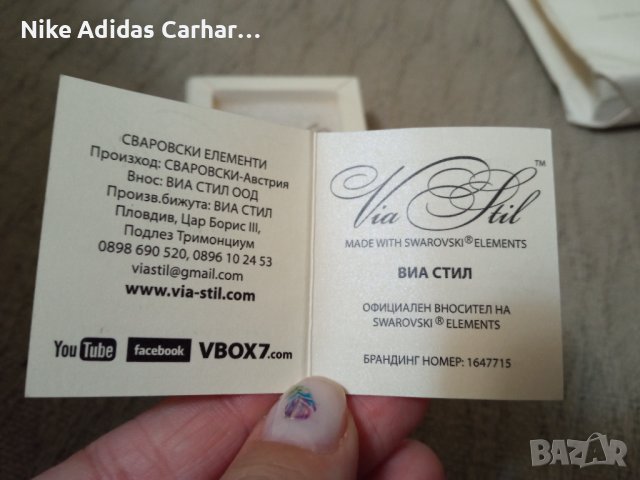 Nike Adidas Carhar...
СВАРОВСКИ ЕЛЕМЕНТИ
Произход: СВАРОВСКИ-Австрия
Внос: ВИА СТИЛ ООД
Произв.бижута: ВИА СТИЛ
Пловдив, Цар Борис III,
Подлез Тримонциум
0898 690 520, 0896 10 24 53
viastil@gmail.com
www.via-stil.com
YouTube facebook VBOX7.com
Via Stil™
MADE WITH SWAROVSKI® ELEMENTS
ВИА СТИЛ
ОФИЦИАЛЕН ВНОСИТЕЛ НА
SWAROVSKI® ELEMENTS
БРАНДИНГ НОМЕР: 1647715
BAZAR